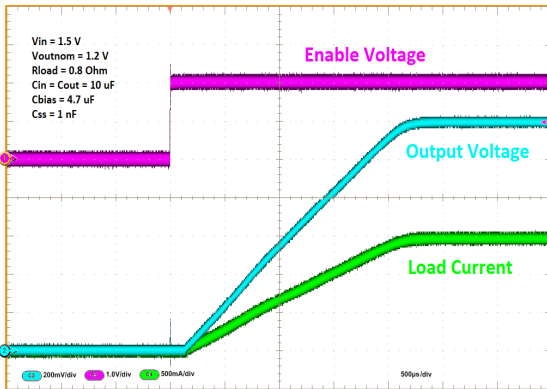 Vin = 1.5 V
Voutnom = 1.2 V
Rload = 0.8 Ohm
Cin = Cout = 10 uF
Cbias = 4.7 uF
Css = 1 nF
Enable Voltage
Output Voltage
Load Current
200mV/div 1.0V/div 500mA/div 500µs/div